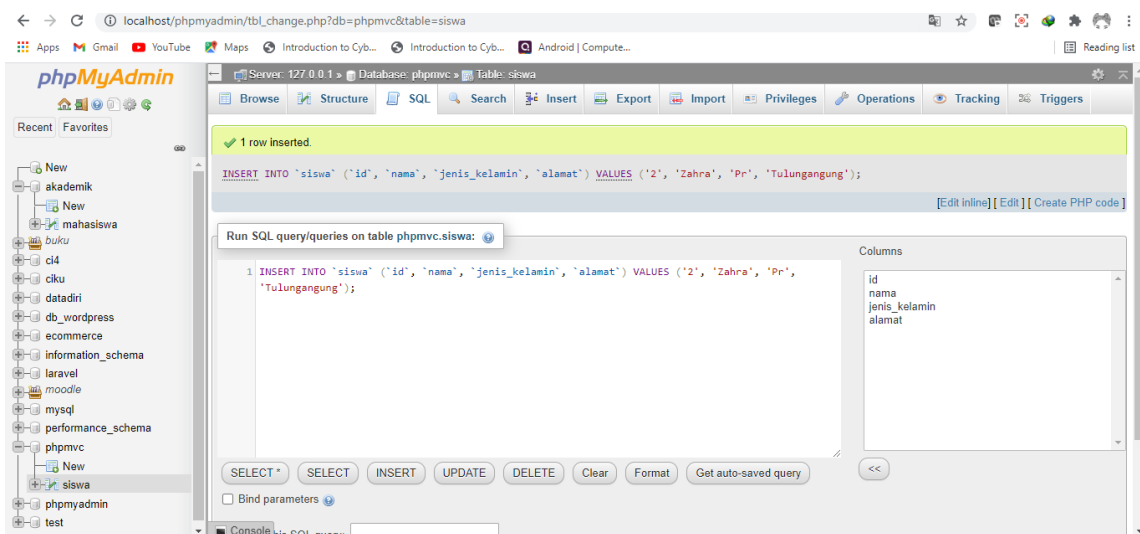 localhost/phpmyadmin/tbl_change.php?db=phpmvc&table=siswa
Apps Gmail YouTube Maps Introduction to Cyb... Introduction to Cyb... Android | Compute... Reading list
phpMyAdmin
Recent Favorites
New
akademik
New
mahasiswa
buku
ci4
ciku
datadiri
db_wordpress
ecommerce
information_schema
laravel
moodle
mysql
performance_schema
phpmvc
New
siswa
phpmyadmin
test
Server: 127.0.0.1 » Database: phpmvc » Table: siswa
Browse Structure SQL Search Insert Export Import Privileges Operations Tracking Triggers
1 row inserted.
INSERT INTO `siswa` (`id`, `nama`, `jenis_kelamin`, `alamat`) VALUES ('2', 'Zahra', 'Pr', 'Tulungangung');
[Edit inline] [ Edit ] [ Create PHP code ]
Run SQL query/queries on table phpmvc.siswa:
1 INSERT INTO `siswa` (`id`, `nama`, `jenis_kelamin`, `alamat`) VALUES ('2', 'Zahra', 'Pr',
'Tulungangung');
Columns
id
nama
jenis_kelamin
alamat
SELECT * SELECT INSERT UPDATE DELETE Clear Format Get auto-saved query
<<
Bind parameters
Console